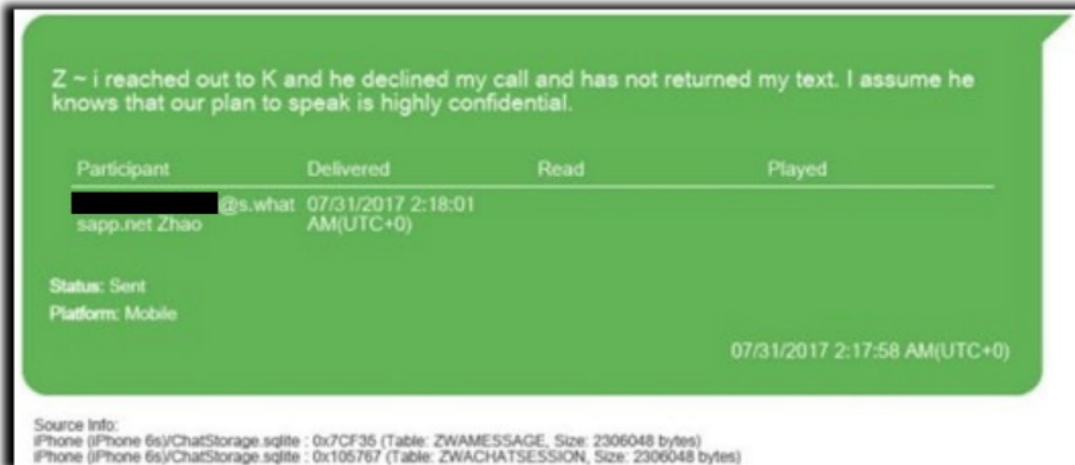 Z ~ i reached out to K and he declined my call and has not returned my text. I assume he
knows that our plan to speak is highly confidential.
Participant Delivered Read Played
@s.what 07/31/2017 2:18:01
sapp.net Zhao AM(UTC+0)
Status: Sent
Platform: Mobile
07/31/2017 2:17:58 AM(UTC+0)
Source Info:
iPhone (iPhone 6s)/ChatStorage.sqlite : 0x7CF35 (Table: ZWAMESSAGE, Size: 2306048 bytes)
iPhone (iPhone 6s)/ChatStorage.sqlite : 0x105767 (Table: ZWACHATSESSION, Size: 2306048 bytes)